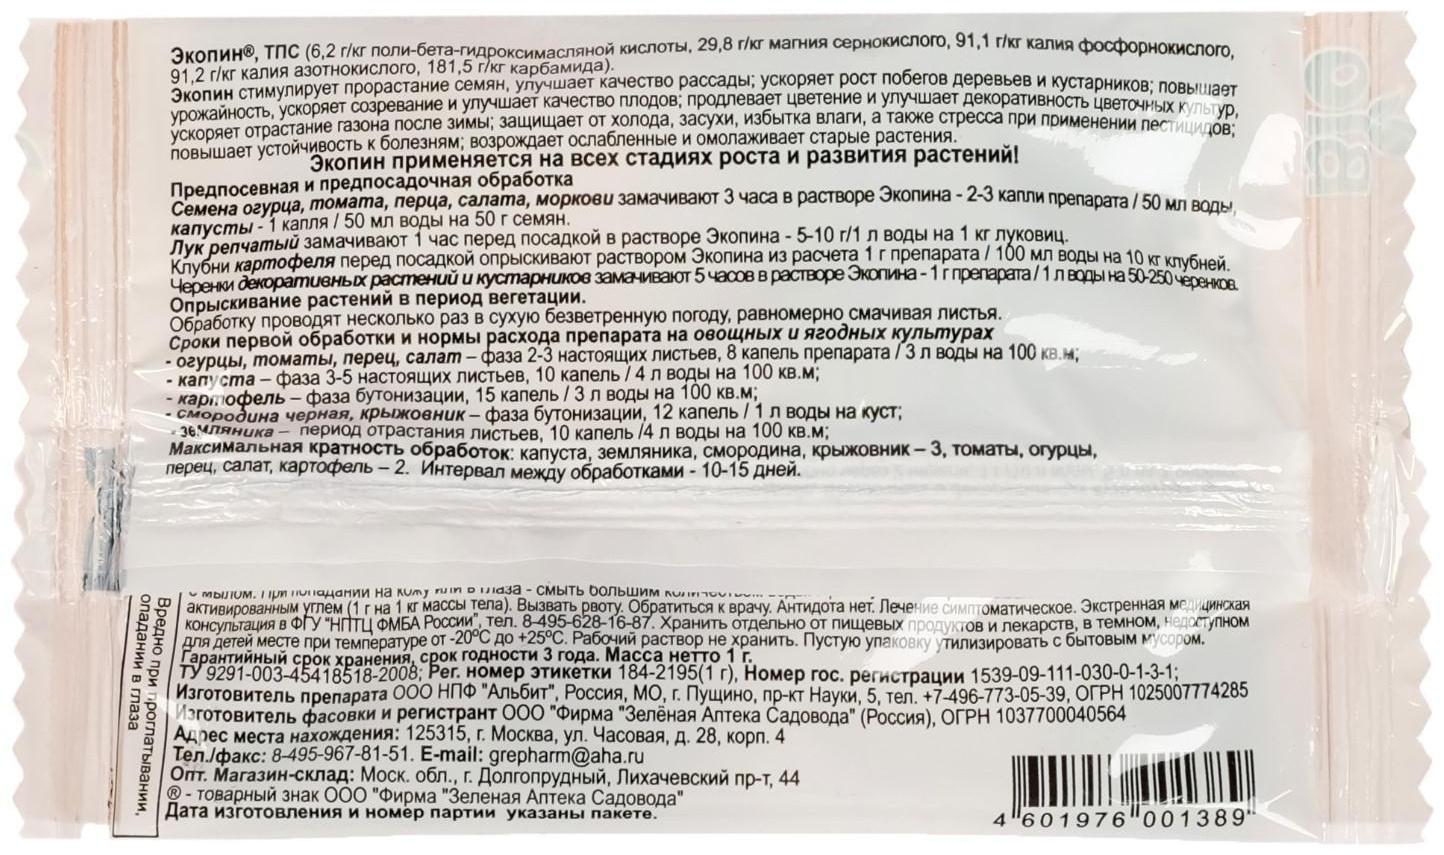 Экопин®, ТПС (6,2 г/кг поли-бета-гидроксимасляной кислоты, 29,8 г/кг магния сернокислого, 91,1 г/кг калия фосфорнокислого,
91,2 г/кг калия азотнокислого, 181,5 г/кг карбамида).
Экопин стимулирует прорастание семян, улучшает качество рассады; ускоряет рост побегов деревьев и кустарников; повышает
урожайность, ускоряет созревание и улучшает качество плодов; продлевает цветение и улучшает декоративность цветочных культур,
ускоряет отрастание газона после зимы; защищает от холода, засухи, избытка влаги, а также стресса при применении пестицидов;
повышает устойчивость к болезням; возрождает ослабленные и омолаживает старые растения.
Экопин применяется на всех стадиях роста и развития растений!
Предпосевная и предпосадочная обработка
Семена огурца, томата, перца, салата, моркови замачивают 3 часа в растворе Экопина - 2-3 капли препарата / 50 мл воды,
капусты - 1 капля / 50 мл воды на 50 г семян.
Лук репчатый замачивают 1 час перед посадкой в растворе Экопина - 5-10 г/1 л воды на 1 кг луковиц.
Клубни картофеля перед посадкой опрыскивают раствором Экопина из расчета 1 г препарата / 100 мл воды на 10 кг клубней.
Черенки декоративных растений и кустарников замачивают 5 часов в растворе Экопина - 1 г препарата / 1 л воды на 50-250 черенков.
Опрыскивание растений в период вегетации.
Обработку проводят несколько раз в сухую безветренную погоду, равномерно смачивая листья.
Сроки первой обработки и нормы расхода препарата на овощных и ягодных культурах
- огурцы, томаты, перец, салат – фаза 2-3 настоящих листьев, 8 капель препарата / 3 л воды на 100 кв.м;
- капуста – фаза 3-5 настоящих листьев, 10 капель / 4 л воды на 100 кв.м;
- картофель – фаза бутонизации, 15 капель / 3 л воды на 100 кв.м;
- смородина черная, крыжовник – фаза бутонизации, 12 капель / 1 л воды на куст;
- земляника – период отрастания листьев, 10 капель /4 л воды на 100 кв.м;
Максимальная кратность обработок: капуста, земляника, смородина, крыжовник – 3, томаты, огурцы,
перец, салат, картофель – 2. Интервал между обработками - 10-15 дней.
BIO
Вредно при проглатывании,
опадании в глаза
с мылом. При попадании на кожу или в глаза - смыть большим
активированным углем (1 г на 1 кг массы тела). Вызвать рвоту. Обратиться к врачу. Антидота нет. Лечение симптоматическое. Экстренная медицинская
консультация в ФГУ "НПТЦ ФМБА России", тел. 8-495-628-16-87. Хранить отдельно от пищевых продуктов и лекарств, в темном, недоступном
для детей месте при температуре от -20°С до +25°С. Рабочий раствор не хранить. Пустую упаковку утилизировать с бытовым мусором.
Гарантийный срок хранения, срок годности 3 года. Масса нетто 1 г.
ТУ 9291-003-45418518-2008; Рег. номер этикетки 184-2195(1 г), Номер гос. регистрации 1539-09-111-030-0-1-3-1;
Изготовитель препарата ООО НПФ "Альбит", Россия, МО, г. Пущино, пр-кт Науки, 5, тел. +7-496-773-05-39, ОГРН 1025007774285
Изготовитель фасовки и регистрант ООО "Фирма "Зелёная Аптека Садовода" (Россия), ОГРН 1037700040564
Адрес места нахождения: 125315, г. Москва, ул. Часовая, д. 28, корп. 4
Тел./факс: 8-495-967-81-51. E-mail: grepharm@aha.ru
Опт. Магазин-склад: Моск. обл., г. Долгопрудный, Лихачевский пр-т, 44
® - товарный знак ООО "Фирма "Зеленая Аптека Садовода"
Дата изготовления и номер партии указаны пакете.
4 601976 001389